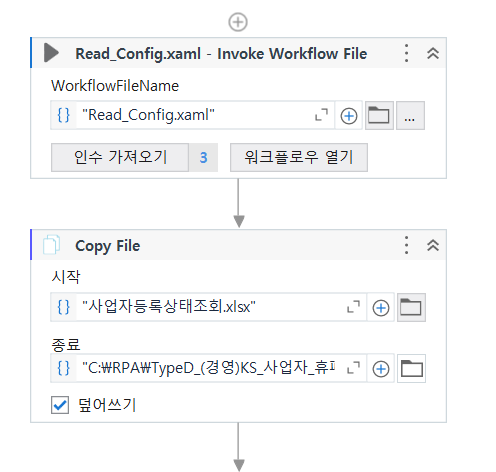 Read_Config.xaml - Invoke Workflow File
WorkflowFileName
{ } "Read_Config.xaml" ...
인수 가져오기 3 워크플로우 열기
Copy File
시작
{ } "사업자등록상태조회.xlsx"
종료
{ } "C:₩RPA₩TypeD_(경영)KS_사업자_휴
덮어쓰기